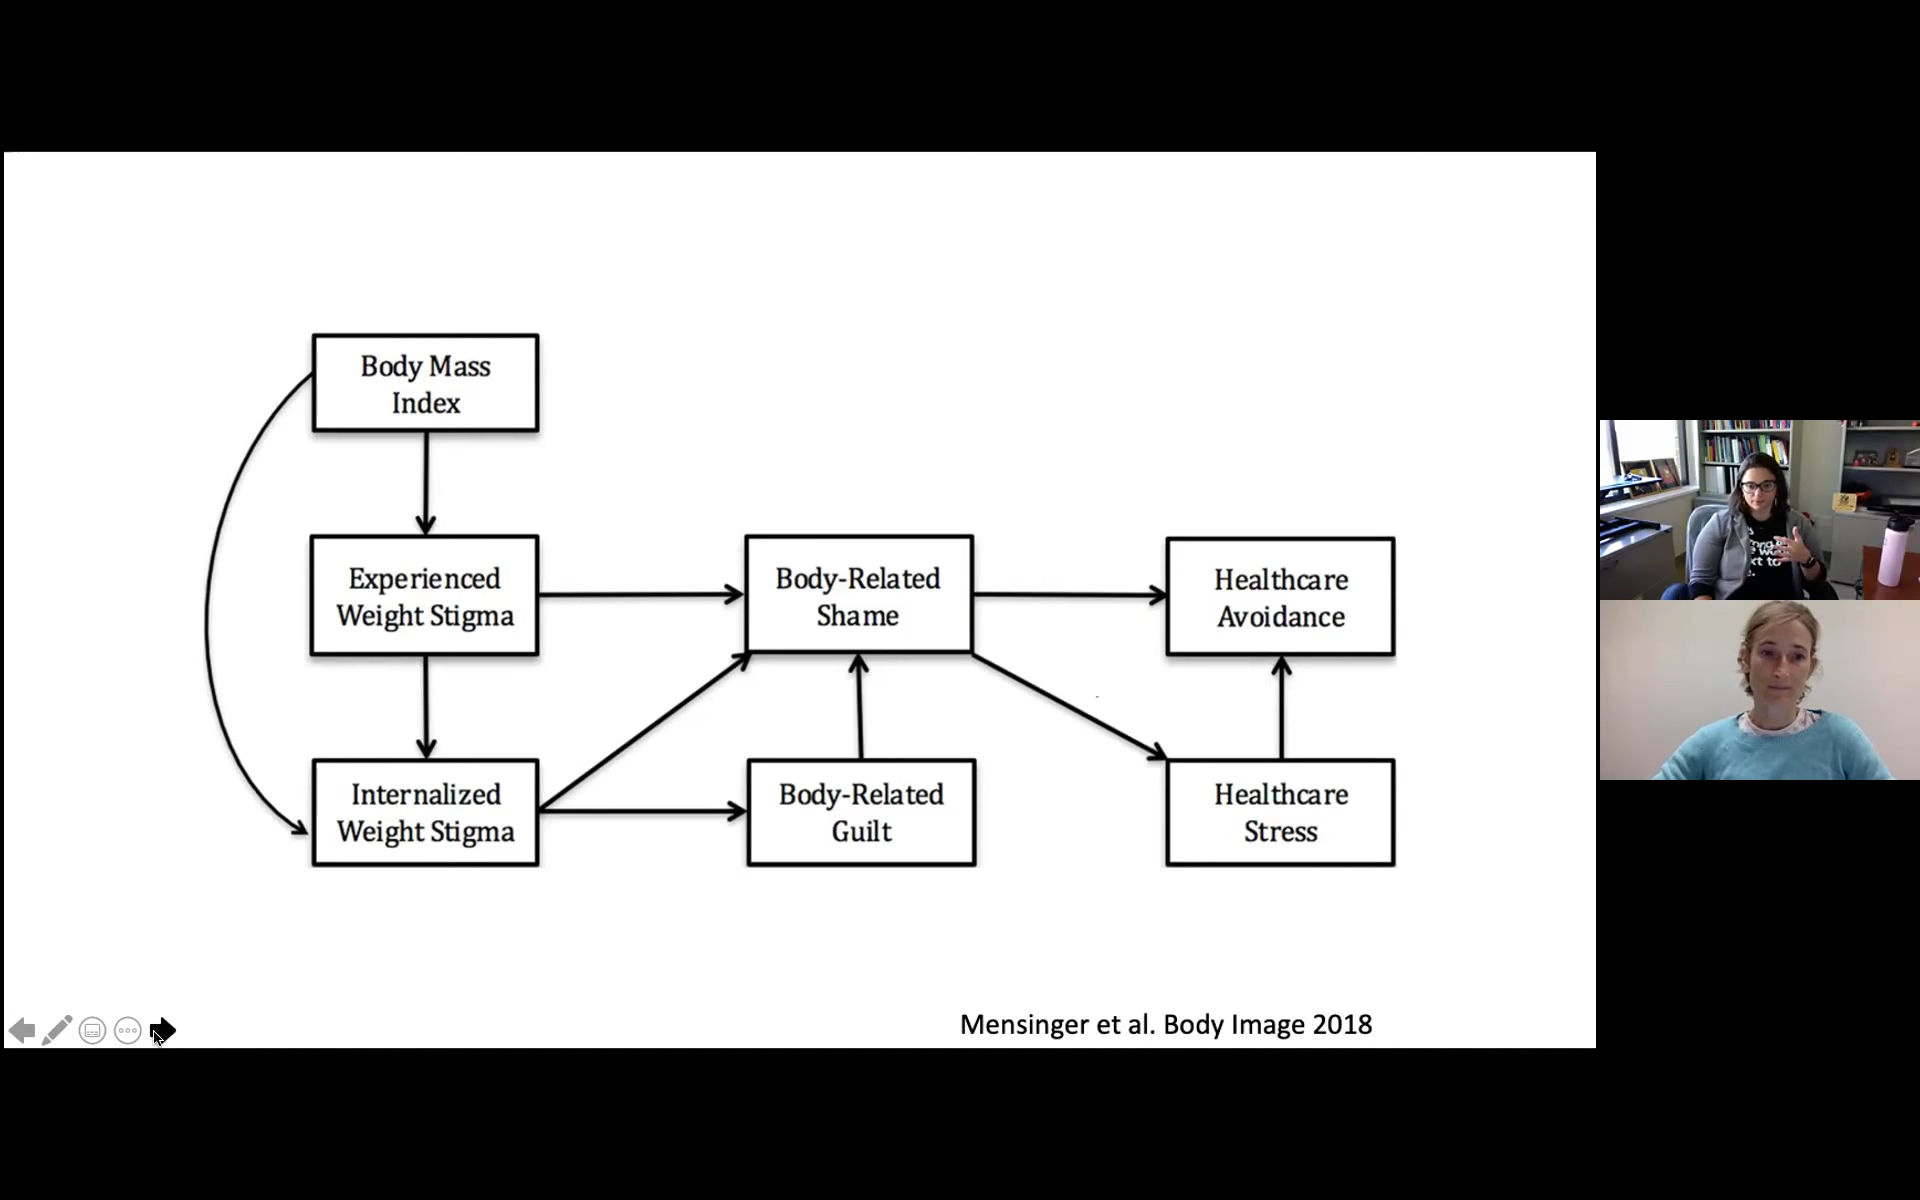 Body Mass
Index
Experienced
Weight Stigma
Body-Related
Shame
Healthcare
Avoidance
Internalized
Weight Stigma
Body-Related
Guilt
Healthcare
Stress
Mensinger et al. Body Image 2018